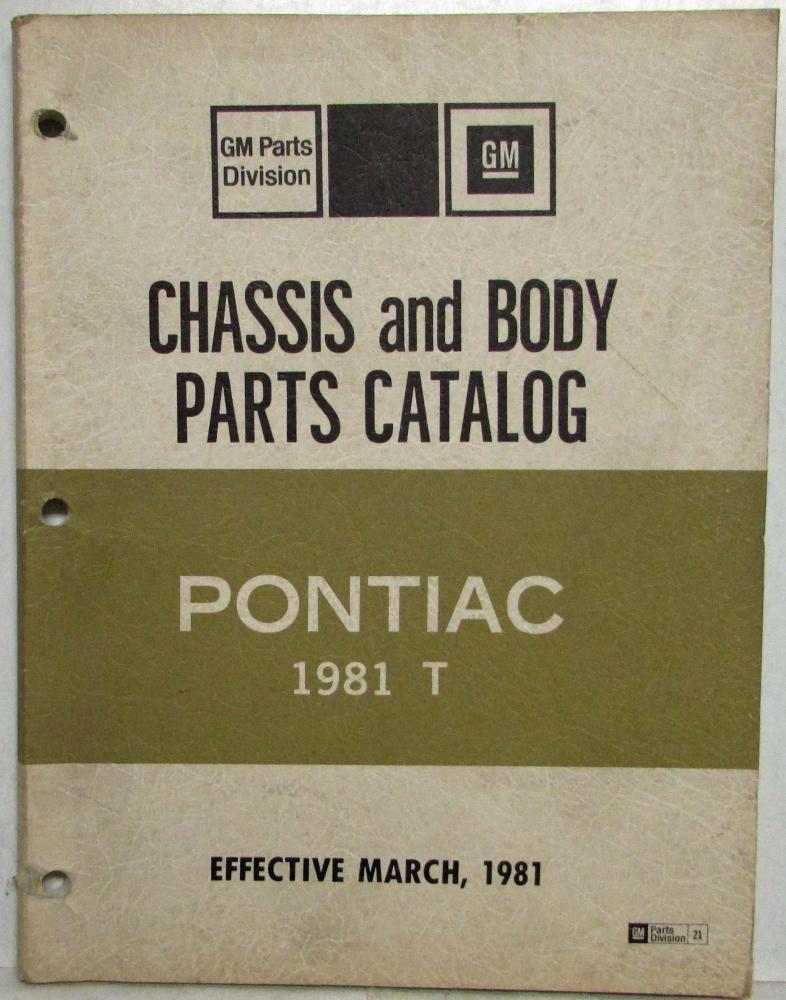 GM Parts
Division
GM
CHASSIS and BODY
PARTS CATALOG
PONTIAC
1981 T
EFFECTIVE MARCH, 1981
GM Parts 21
Division